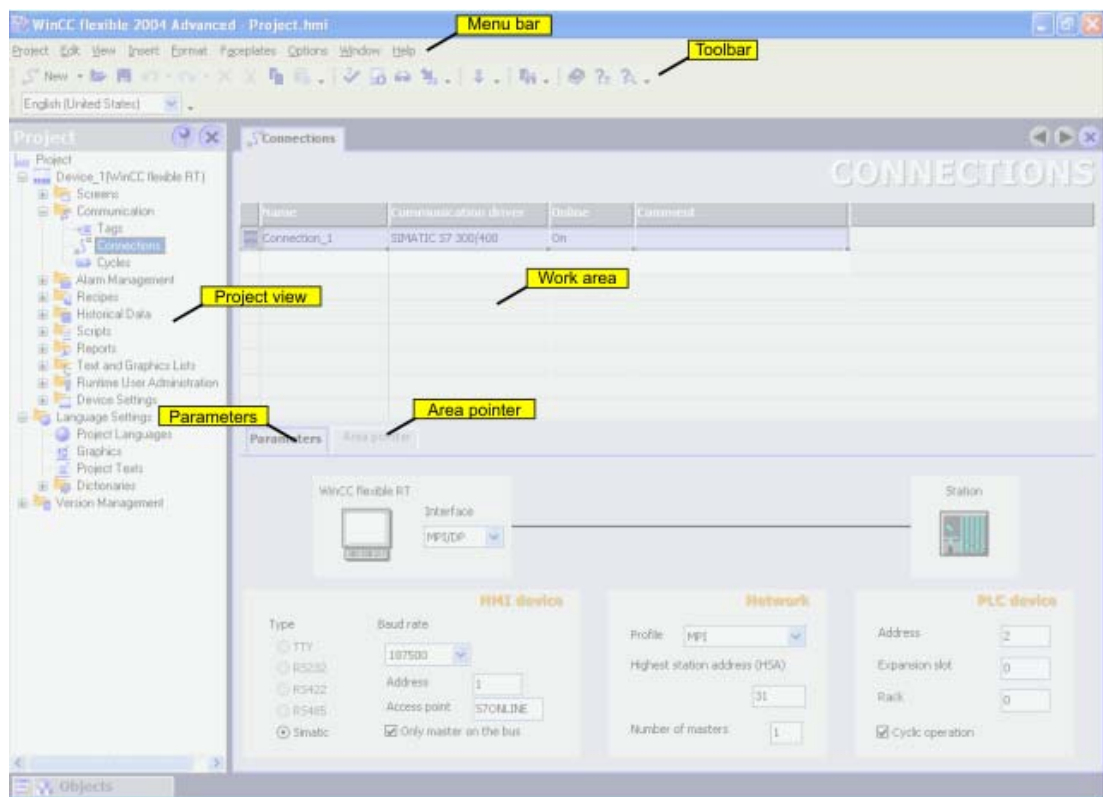 WinCC flexible 2004 Advanced - Project.hmi
Menu bar
Project Edit View Insert Format Faceplates Options Window Help
Toolbar
New
English (United States)
Project
Connections
Project
CONNECTIONS
Device_1(WinCC flexible RT)
Screens
Communication
Name Communication driver Online Comment
Tags
Connections
Connection_1 SIMATIC S7 300/400 On
Cycles
Alarm Management
Work area
Recipes
Project view
Historical Data
Scripts
Reports
Text and Graphics Lists
Runtime User Administration
Device Settings
Language Settings
Parameters
Area pointer
Project Languages
Parameters
Area pointer
Graphics
Project Texts
Dictionaries
Version Management
WinCC flexible RT
Station
Interface
MPI/DP
HMI device
Network
PLC device
Type
Baud rate
TTY
187500
RS232
RS422
Address 1
RS485
Access point S7ONLINE
Simatic
Only master on the bus
Profile MPI
Highest station address (HSA)
31
Number of masters 1
Address 2
Expansion slot 0
Rack 0
Cyclic operation
Objects